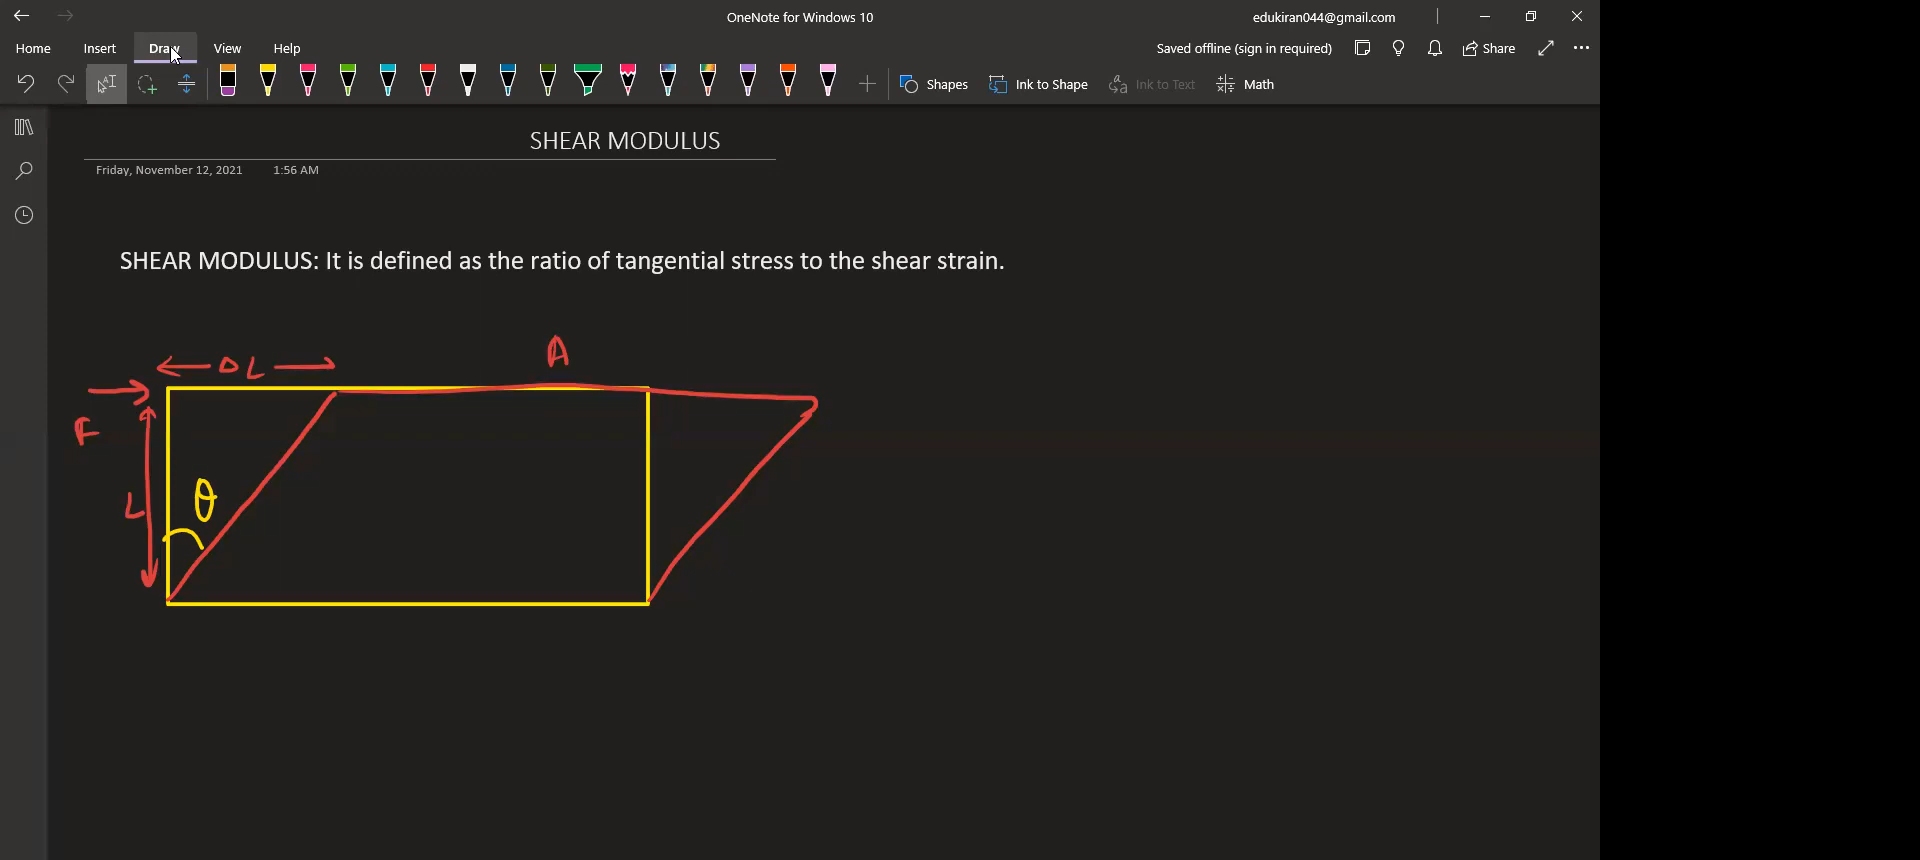 OneNote for Windows 10
edukiran044@gmail.com
Home Insert Draw View Help
Saved offline (sign in required)
Share
Shapes
Ink to Shape
Ink to Text
Math
SHEAR MODULUS
Friday, November 12, 2021 1:56 AM
SHEAR MODULUS: It is defined as the ratio of tangential stress to the shear strain.
A
ΔL
F
θ
L